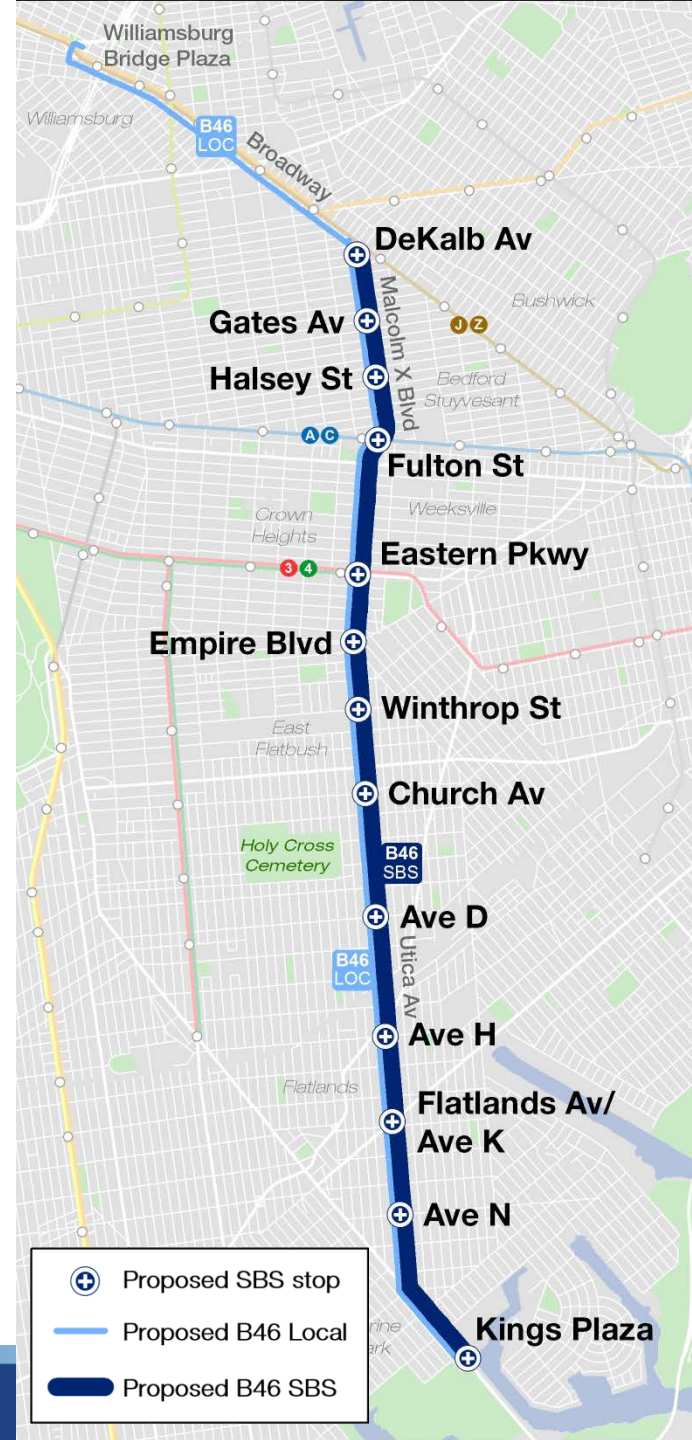 Williamsburg
Bridge Plaza
Williamsburg
B46
LOC
Broadway
DeKalb Av
Malcolm X Blvd
Bushwick
Gates Av
J Z
Halsey St
Bedford
Stuyvesant
A C
Fulton St
Weeksville
Crown
Heights
Eastern Pkwy
3 4
Empire Blvd
Winthrop St
East
Flatbush
Church Av
Holy Cross
Cemetery
B46
SBS
Ave D
Utica Av
B46
LOC
Ave H
Flatlands
Flatlands Av/
Ave K
Ave N
Kings Plaza
Proposed SBS stop
Proposed B46 Local
Proposed B46 SBS